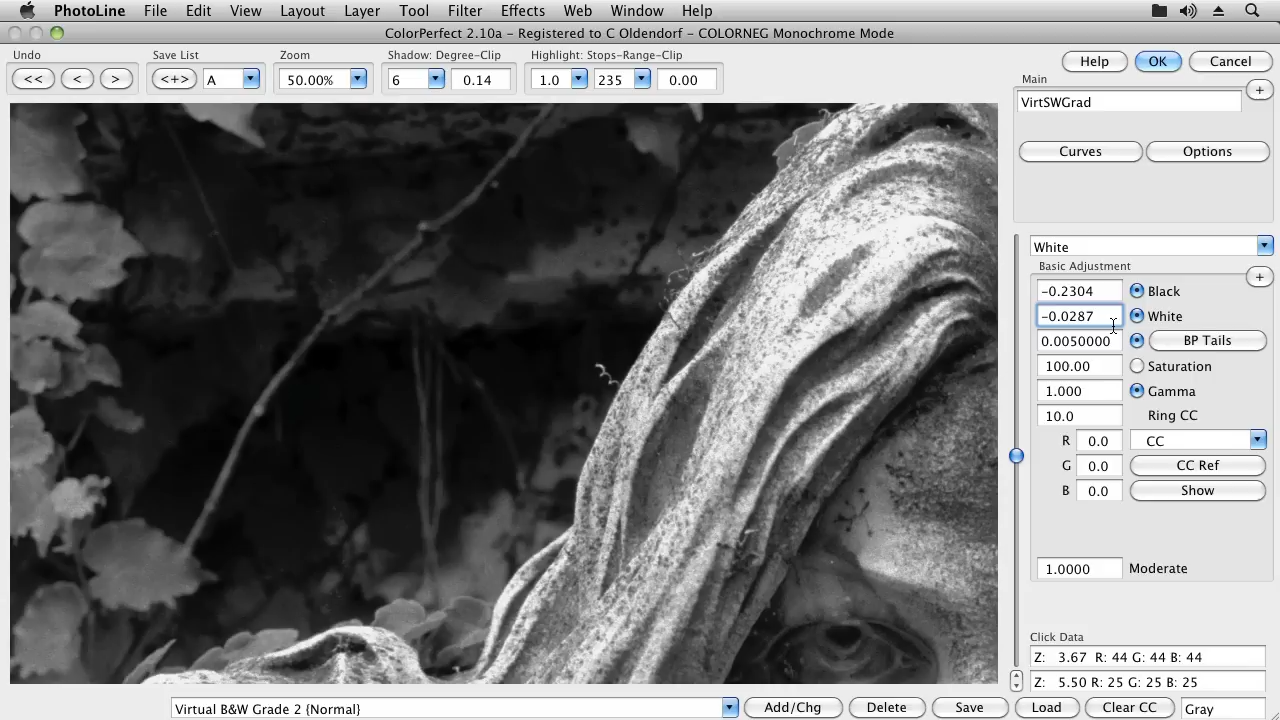 PhotoLine File Edit View Layout Layer Tool Filter Effects Web Window Help
ColorPerfect 2.10a - Registered to C Oldendorf - COLORNEG Monochrome Mode
Undo Save List Zoom Shadow: Degree-Clip Highlight: Stops-Range-Clip
<< < > <+> A 50.00% 6 0.14 1.0 235 0.00
Help OK Cancel
Main
+
VirtSWGrad
Curves Options
White
Basic Adjustment
+
-0.2304 Black
-0.0287 White
0.0050000 BP Tails
100.00 Saturation
1.000 Gamma
10.0 Ring CC
R 0.0 CC
G 0.0 CC Ref
B 0.0 Show
1.0000 Moderate
Click Data
Z: 3.67 R: 44 G: 44 B: 44
Z: 5.50 R: 25 G: 25 B: 25
Virtual B&W Grade 2 {Normal} Add/Chg Delete Save Load Clear CC Gray